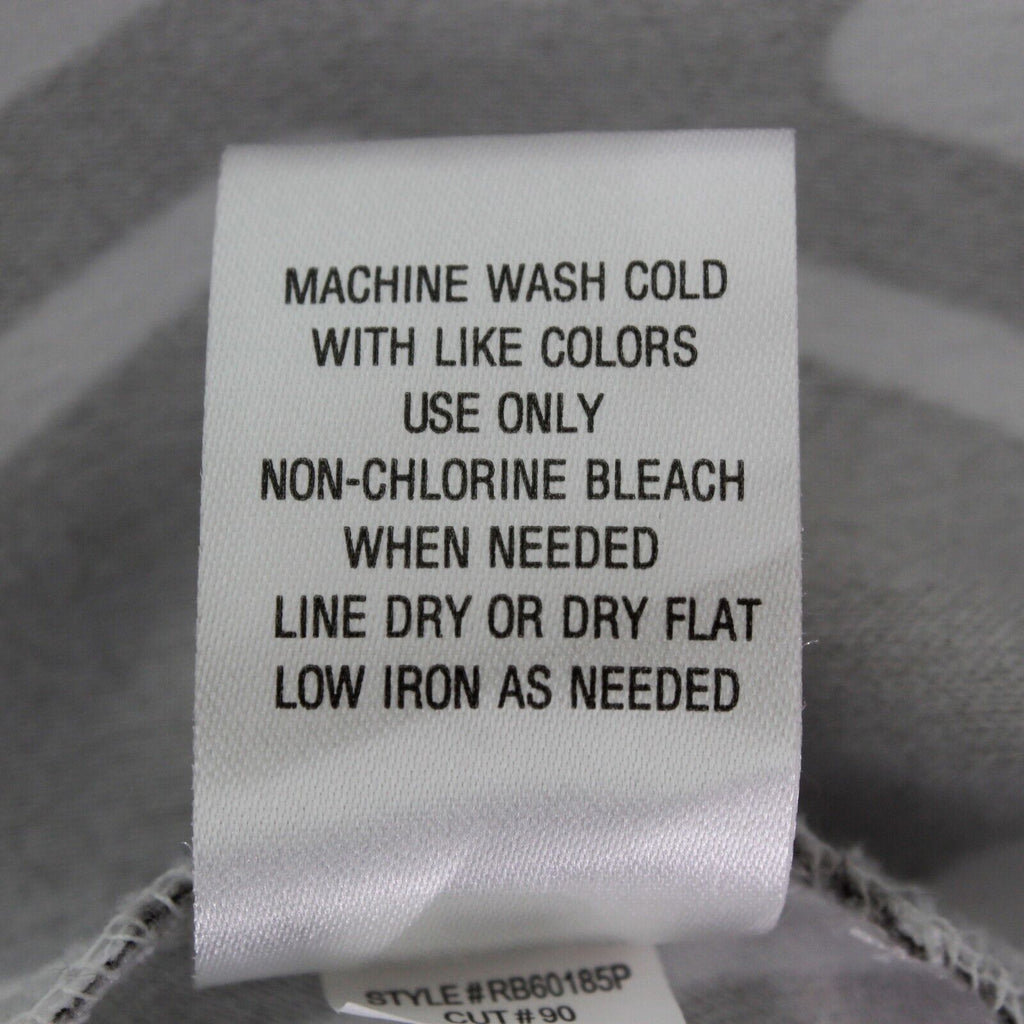 MACHINE WASH COLD
WITH LIKE COLORS
USE ONLY
NON-CHLORINE BLEACH
WHEN NEEDED
LINE DRY OR DRY FLAT
LOW IRON AS NEEDED
STYLE#RB60185P
CUT#90